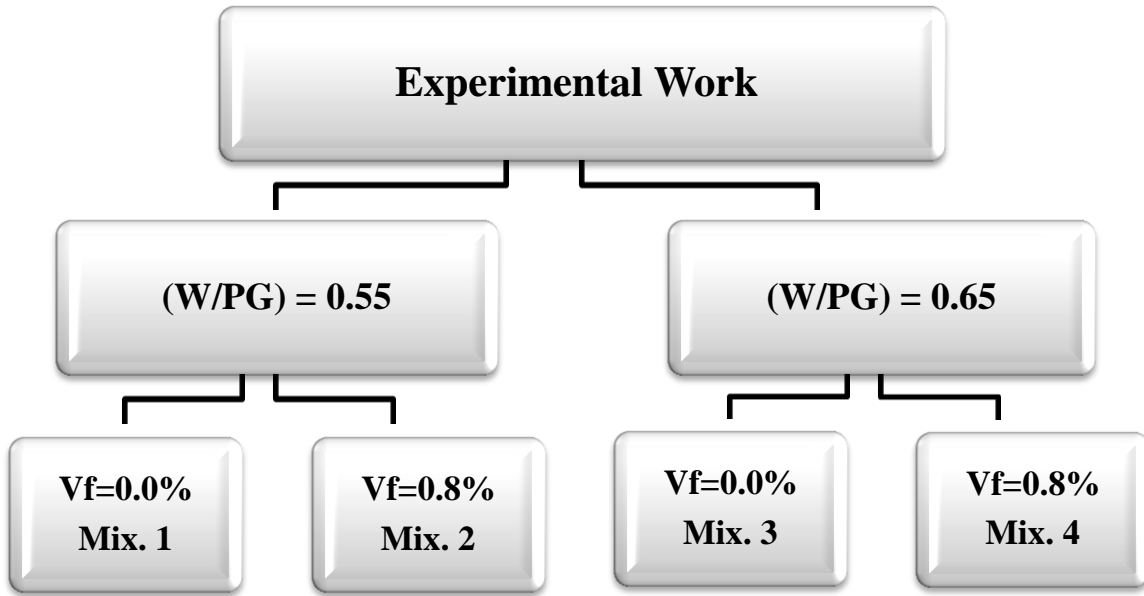 Experimental Work
(W/PG) = 0.55
(W/PG) = 0.65
Vf=0.0%
Mix. 1
Vf=0.8%
Mix. 2
Vf=0.0%
Mix. 3
Vf=0.8%
Mix. 4